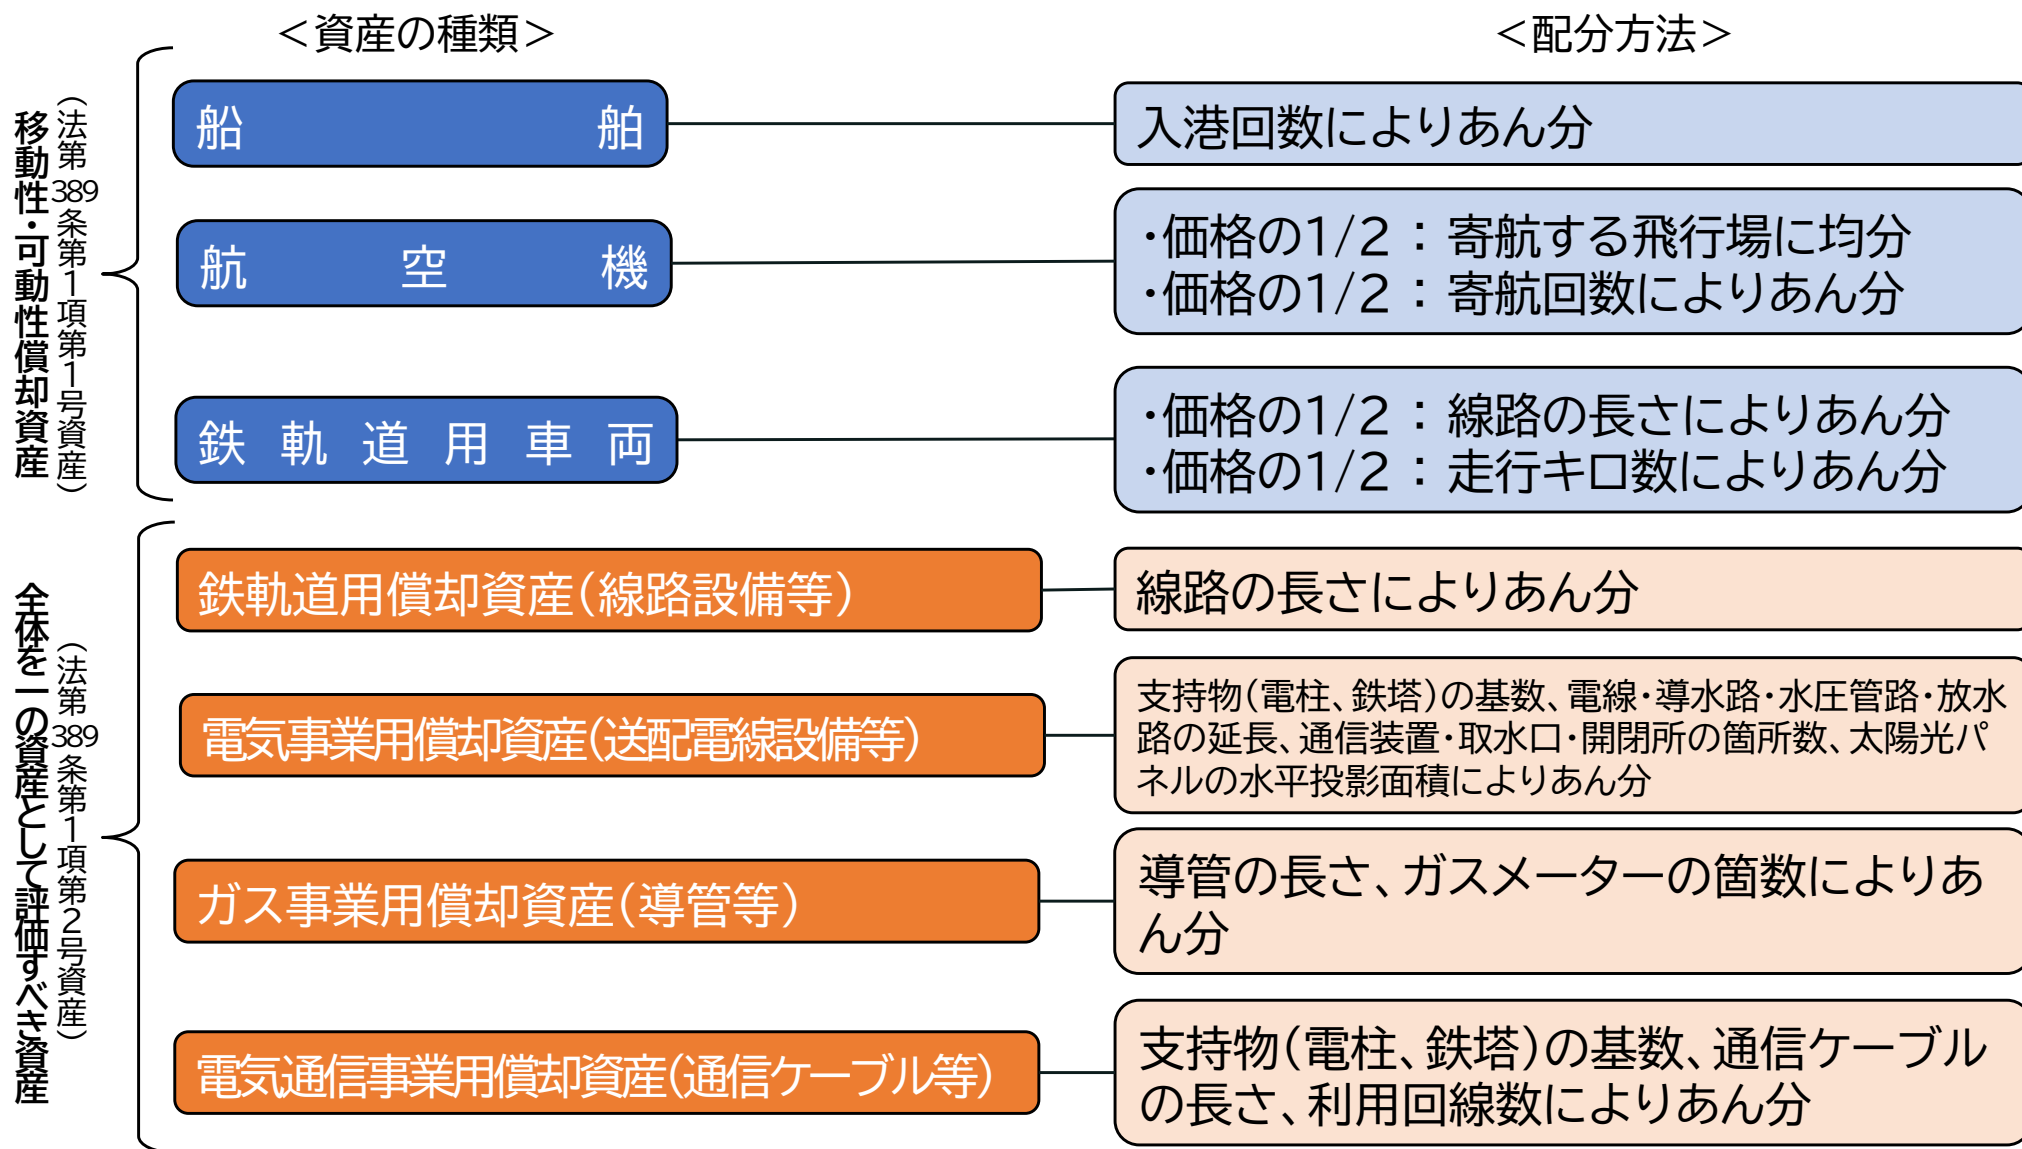 ＜資産の種類＞
＜配分方法＞
移動性・可動性償却資産
（法第389条第1項第1号資産）
船舶
入港回数によりあん分
航空機
・価格の1/2：寄航する飛行場に均分
・価格の1/2：寄航回数によりあん分
鉄軌道用車両
・価格の1/2：線路の長さによりあん分
・価格の1/2：走行キロ数によりあん分
全体を一の資産として評価すべき資産
（法第389条第1項第2号資産）
鉄軌道用償却資産（線路設備等）
線路の長さによりあん分
電気事業用償却資産（送配電線設備等）
支持物（電柱、鉄塔）の基数、電線・導水路・水圧管路・放水
路の延長、通信装置・取水口・開閉所の箇所数、太陽光パ
ネルの水平投影面積によりあん分
ガス事業用償却資産（導管等）
導管の長さ、ガスメーターの箇数によりあ
ん分
電気通信事業用償却資産（通信ケーブル等）
支持物（電柱、鉄塔）の基数、通信ケーブル
の長さ、利用回線数によりあん分